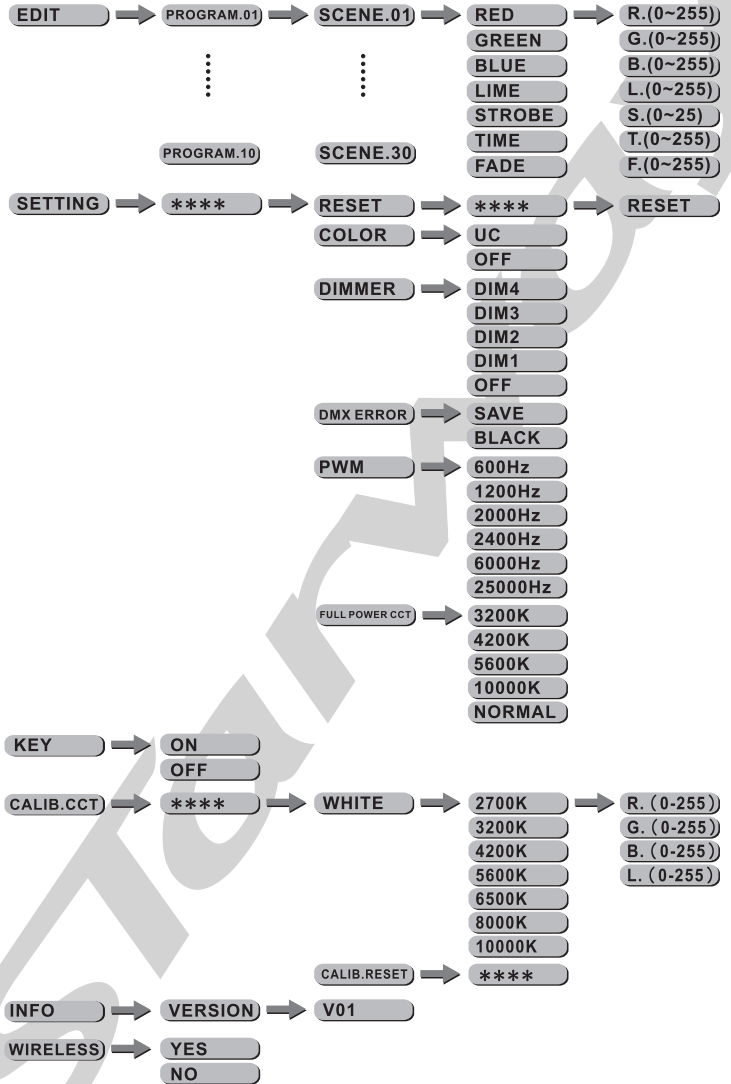 EDIT PROGRAM.01 SCENE.01 RED R.(0~255)
GREEN G.(0~255)
BLUE B.(0~255)
LIME L.(0~255)
STROBE S.(0~25)
TIME T.(0~255)
PROGRAM.10 SCENE.30
FADE F.(0~255)
SETTING **** RESET **** RESET
COLOR UC
OFF
DIMMER DIM4
DIM3
DIM2
DIM1
OFF
DMX ERROR SAVE
BLACK
PWM 600Hz
1200Hz
2000Hz
2400Hz
6000Hz
25000Hz
FULL POWER CCT 3200K
4200K
5600K
10000K
NORMAL
KEY ON
OFF
CALIB.CCT **** WHITE 2700K R. (0-255)
3200K G. (0-255)
4200K B. (0-255)
5600K L. (0-255)
6500K
8000K
10000K
CALIB.RESET ****
INFO VERSION V01
WIRELESS YES
NO